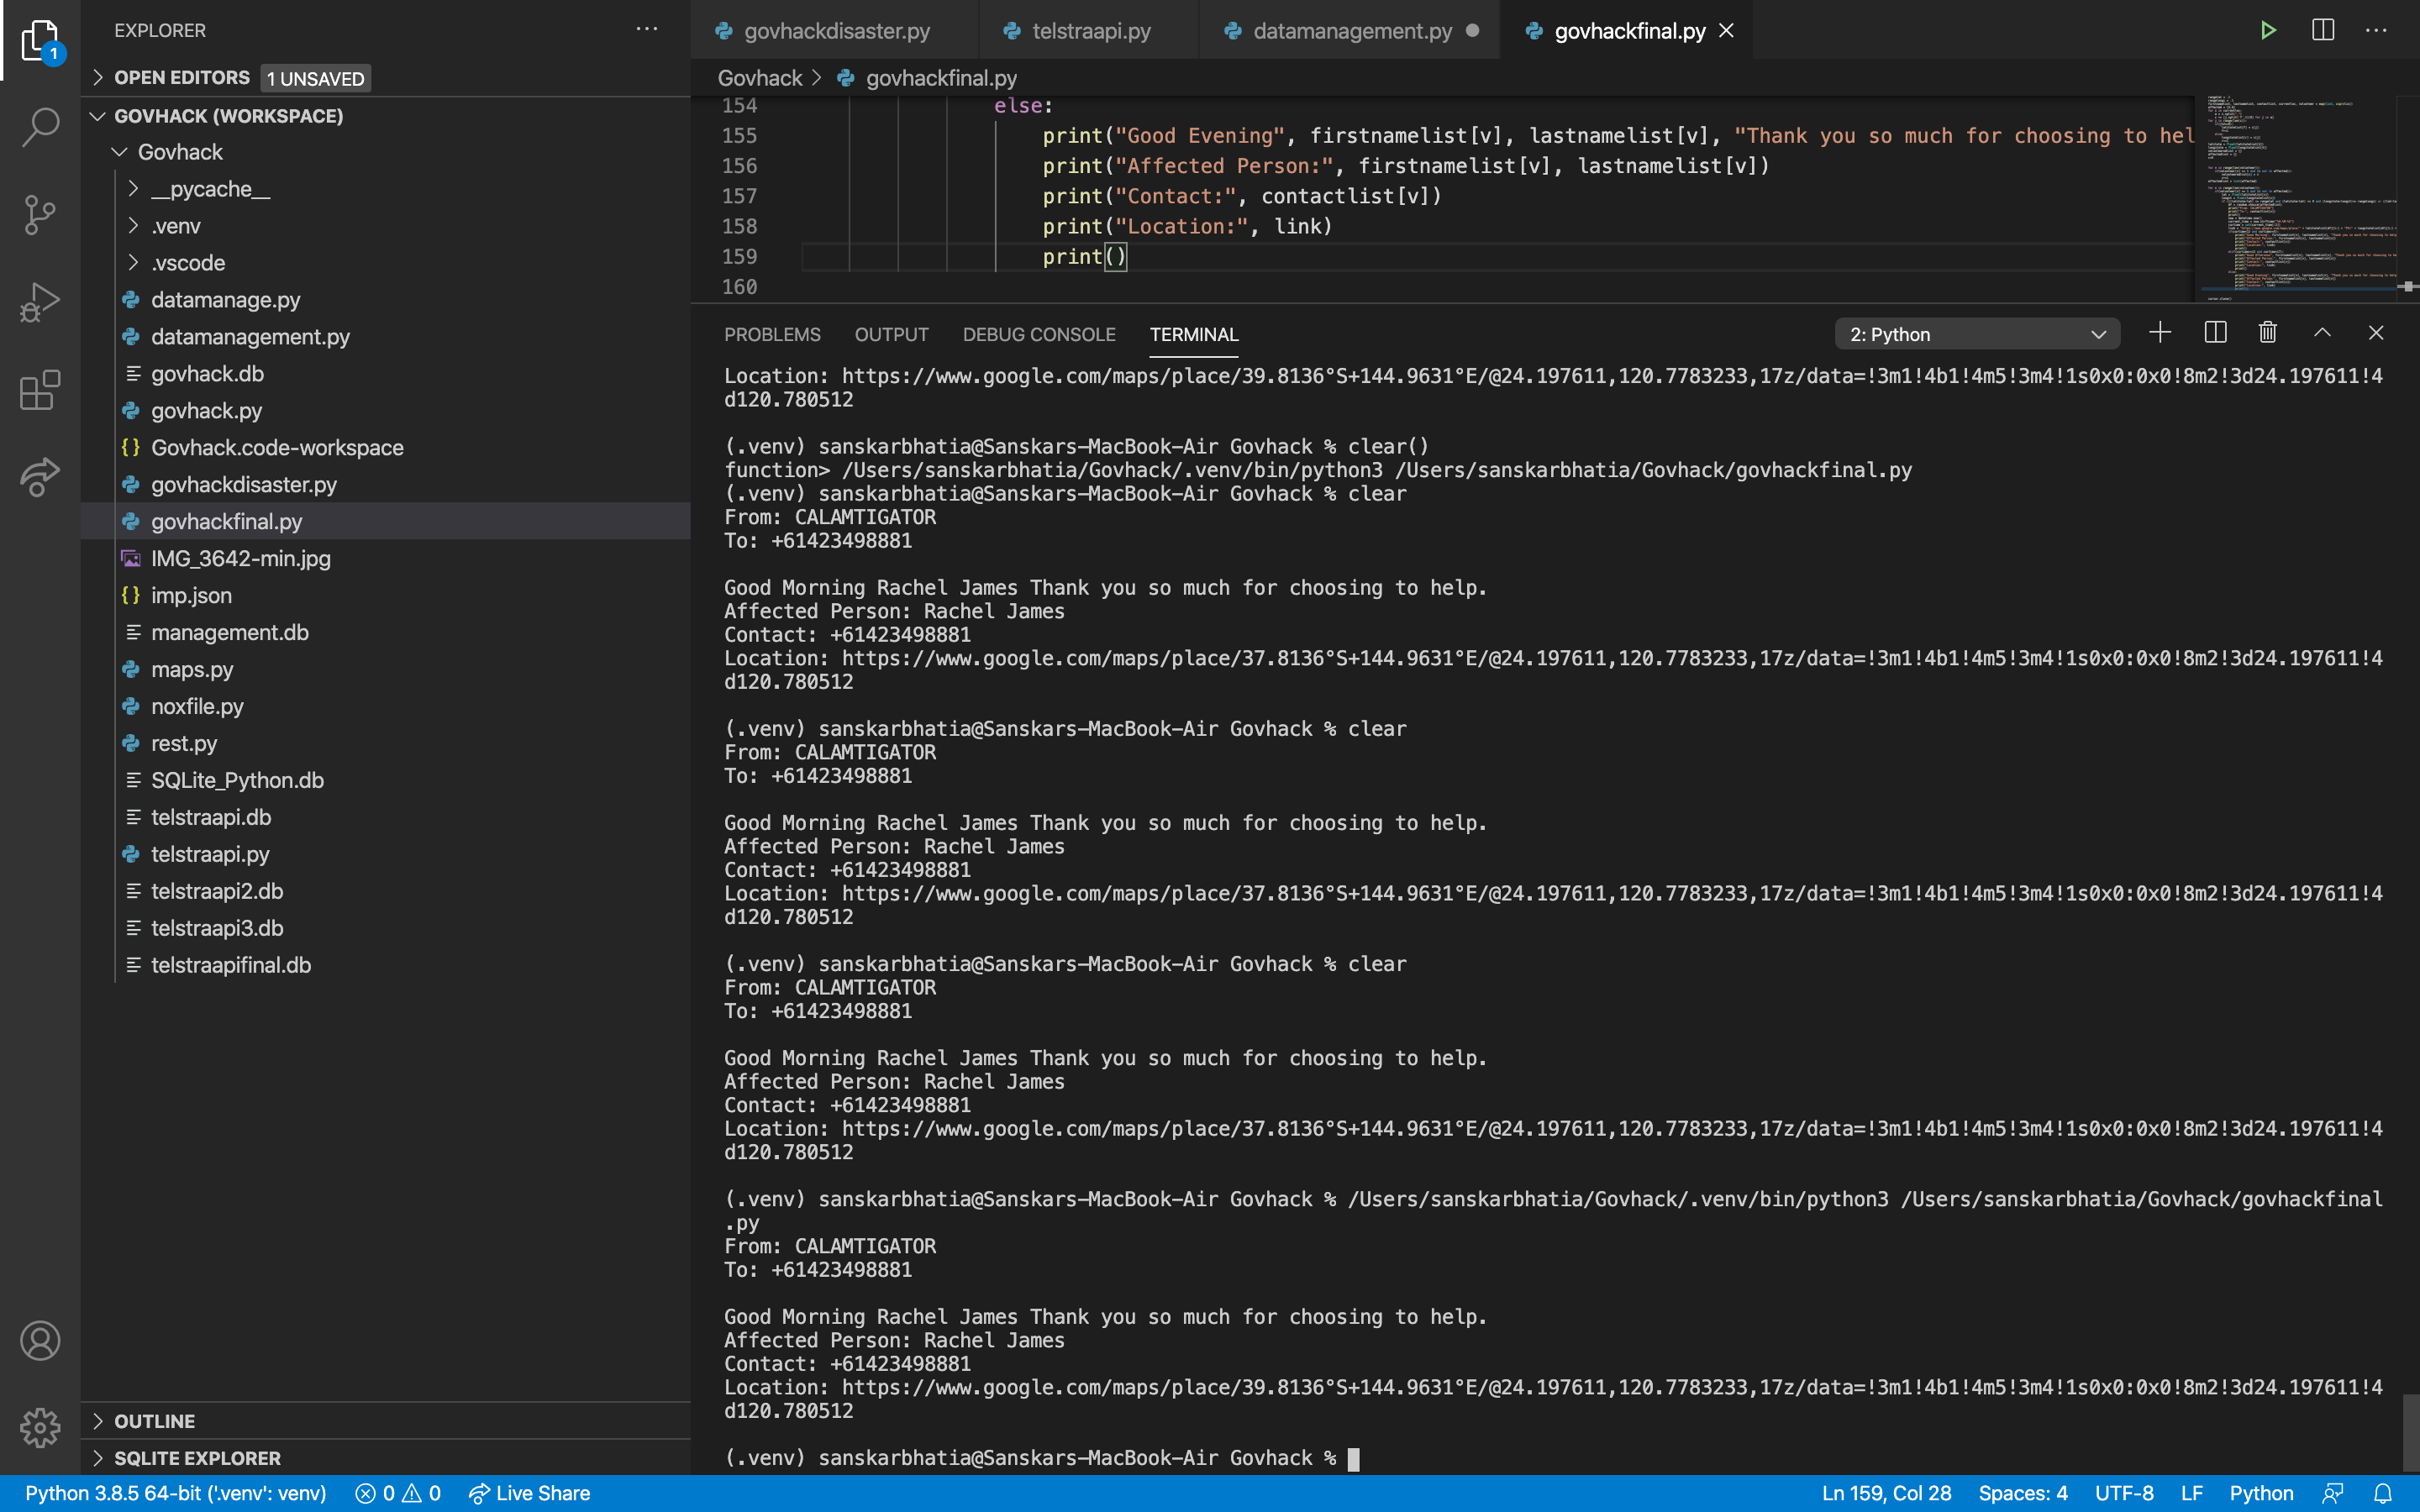 EXPLORER
OPEN EDITORS 1 UNSAVED
GOVHACK (WORKSPACE)
Govhack
__pycache__
.venv
.vscode
datamanage.py
datamanagement.py
govhack.db
govhack.py
Govhack.code-workspace
govhackdisaster.py
govhackfinal.py
IMG_3642-min.jpg
imp.json
management.db
maps.py
noxfile.py
rest.py
SQLite_Python.db
telstraapi.db
telstraapi.py
telstraapi2.db
telstraapi3.db
telstraapifinal.db
OUTLINE
SQLITE EXPLORER
1
govhackdisaster.py telstraapi.py datamanagement.py govhackfinal.py
Govhack > govhackfinal.py
154 else:
155 print("Good Evening", firstnamelist[v], lastnamelist[v], "Thank you so much for choosing to hel
156 print("Affected Person:", firstnamelist[v], lastnamelist[v])
157 print("Contact:", contactlist[v])
158 print("Location:", link)
159 print()
160
PROBLEMS OUTPUT DEBUG CONSOLE TERMINAL 2: Python
Location: https://www.google.com/maps/place/39.8136°S+144.9631°E/@24.197611,120.7783233,17z/data=!3m1!4b1!4m5!3m4!1s0x0:0x0!8m2!3d24.197611!4
d120.780512
(.venv) sanskarbhatia@Sanskars-MacBook-Air Govhack % clear()
function> /Users/sanskarbhatia/Govhack/.venv/bin/python3 /Users/sanskarbhatia/Govhack/govhackfinal.py
(.venv) sanskarbhatia@Sanskars-MacBook-Air Govhack % clear
From: CALAMTIGATOR
To: +61423498881
Good Morning Rachel James Thank you so much for choosing to help.
Affected Person: Rachel James
Contact: +61423498881
Location: https://www.google.com/maps/place/37.8136°S+144.9631°E/@24.197611,120.7783233,17z/data=!3m1!4b1!4m5!3m4!1s0x0:0x0!8m2!3d24.197611!4
d120.780512
(.venv) sanskarbhatia@Sanskars-MacBook-Air Govhack % clear
From: CALAMTIGATOR
To: +61423498881
Good Morning Rachel James Thank you so much for choosing to help.
Affected Person: Rachel James
Contact: +61423498881
Location: https://www.google.com/maps/place/37.8136°S+144.9631°E/@24.197611,120.7783233,17z/data=!3m1!4b1!4m5!3m4!1s0x0:0x0!8m2!3d24.197611!4
d120.780512
(.venv) sanskarbhatia@Sanskars-MacBook-Air Govhack % clear
From: CALAMTIGATOR
To: +61423498881
Good Morning Rachel James Thank you so much for choosing to help.
Affected Person: Rachel James
Contact: +61423498881
Location: https://www.google.com/maps/place/37.8136°S+144.9631°E/@24.197611,120.7783233,17z/data=!3m1!4b1!4m5!3m4!1s0x0:0x0!8m2!3d24.197611!4
d120.780512
(.venv) sanskarbhatia@Sanskars-MacBook-Air Govhack % /Users/sanskarbhatia/Govhack/.venv/bin/python3 /Users/sanskarbhatia/Govhack/govhackfinal
.py
From: CALAMTIGATOR
To: +61423498881
Good Morning Rachel James Thank you so much for choosing to help.
Affected Person: Rachel James
Contact: +61423498881
Location: https://www.google.com/maps/place/39.8136°S+144.9631°E/@24.197611,120.7783233,17z/data=!3m1!4b1!4m5!3m4!1s0x0:0x0!8m2!3d24.197611!4
d120.780512
(.venv) sanskarbhatia@Sanskars-MacBook-Air Govhack %
Python 3.8.5 64-bit ('.venv': venv) 0 0 Live Share Ln 159, Col 28 Spaces: 4 UTF-8 LF Python